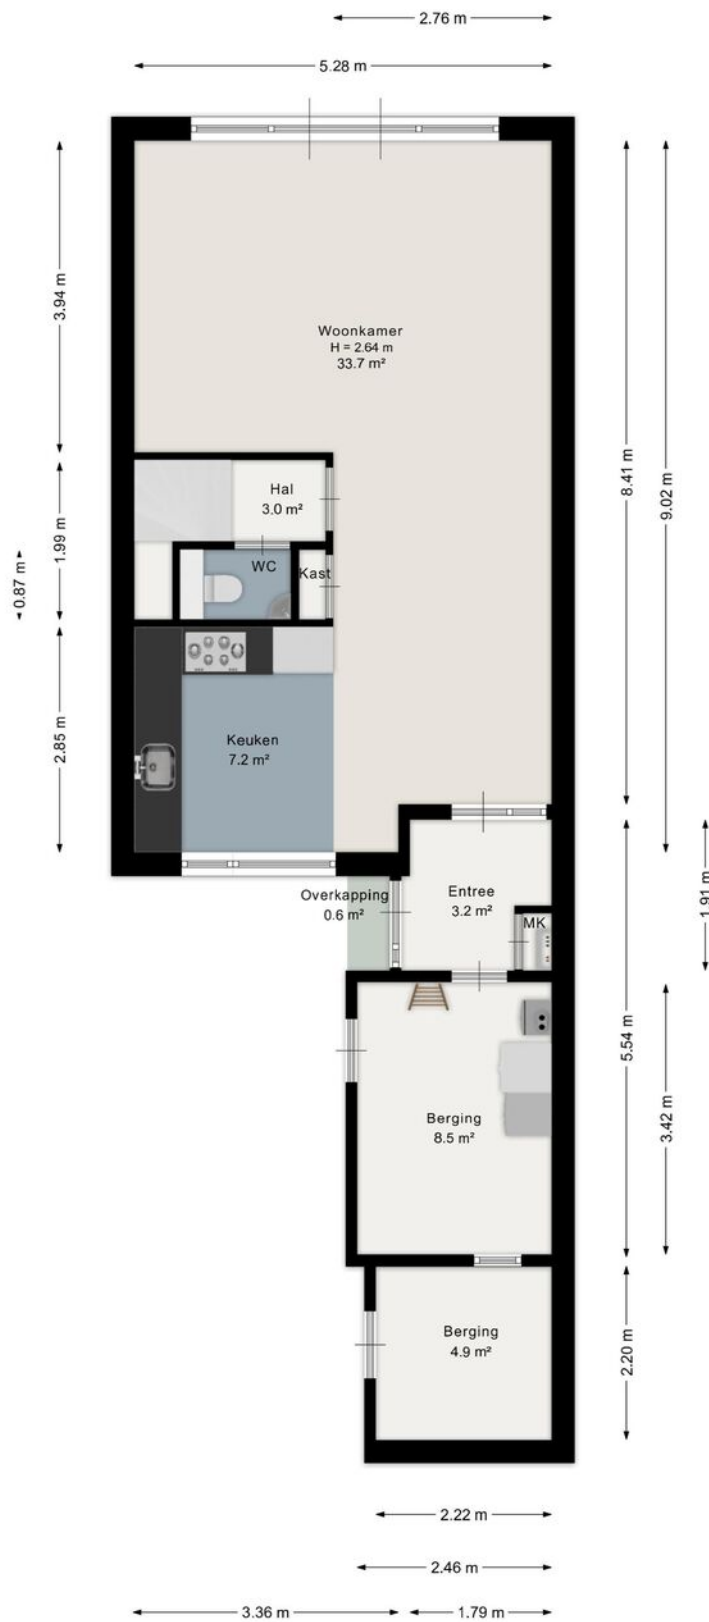 2.76 m
5.28 m
3.94 m
8.41 m
9.02 m
Woonkamer
H = 2.64 m
33.7 m²
1.99 m
0.87 m
Hal
3.0 m²
WC
Kast
2.85 m
Keuken
7.2 m²
Overkapping
0.6 m²
Entree
3.2 m²
MK
1.91 m
5.54 m
3.42 m
Berging
8.5 m²
Berging
4.9 m²
2.20 m
2.22 m
2.46 m
3.36 m
1.79 m